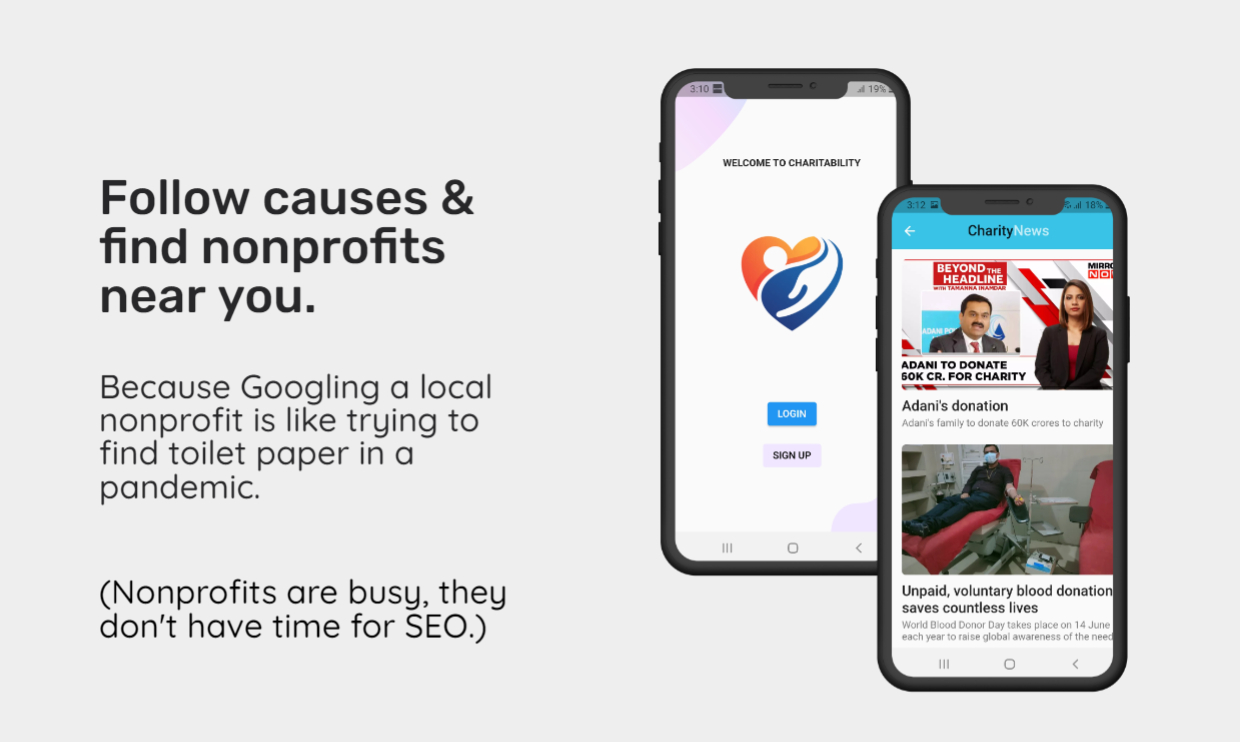 Follow causes &
find nonprofits
near you.
Because Googling a local
nonprofit is like trying to
find toilet paper in a
pandemic.
(Nonprofits are busy, they
don't have time for SEO.)
3:10
19%
WELCOME TO CHARITABILITY
LOGIN
SIGN UP
3:12
18%
CharityNews
BEYOND THE
HEADLINE
WITH TAMANNA INAMDAR
MIRRO
NO
ADANI PO
ADANI TO DONATE
60K CR. FOR CHARITY
Adani's donation
Adani's family to donate 60K crores to charity
Unpaid, voluntary blood donation
saves countless lives
World Blood Donor Day takes place on 14 June
each year to raise global awareness of the need